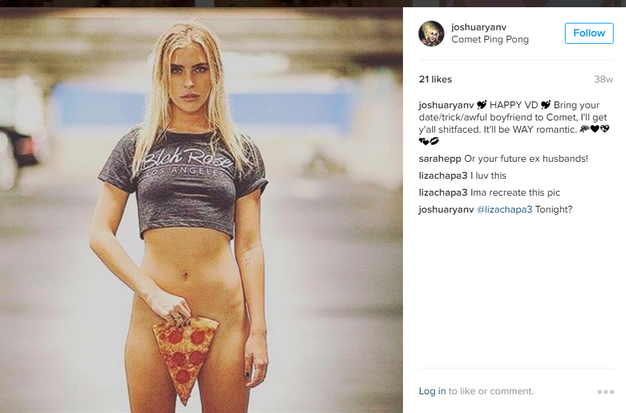 joshuaryanv
Comet Ping Pong
Follow
21 likes
38w
joshuaryanv 💘 HAPPY VD 💘 Bring your
date/trick/awful boyfriend to Comet, I'll get
y'all shitfaced. It'll be WAY romantic.
sarahepp Or your future ex husbands!
lizachapa3 I luv this
lizachapa3 Ima recreate this pic
joshuaryanv @lizachapa3 Tonight?
LOS ANGELES
Log in to like or comment.